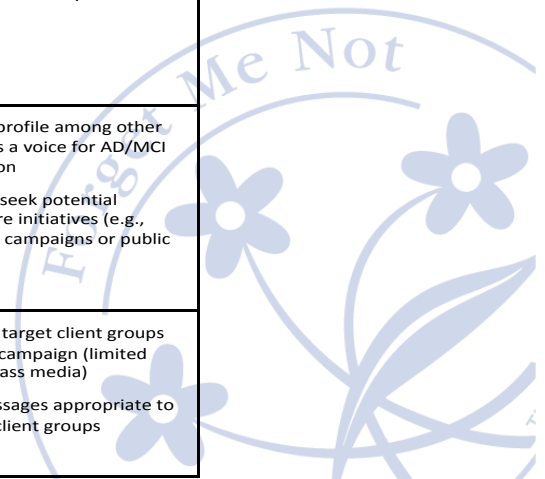 Forget Me Not
profile among other
s a voice for AD/MCI
on
seek potential
re initiatives (e.g.,
campaigns or public
target client groups
campaign (limited
ass media)
ssages appropriate to
client groups